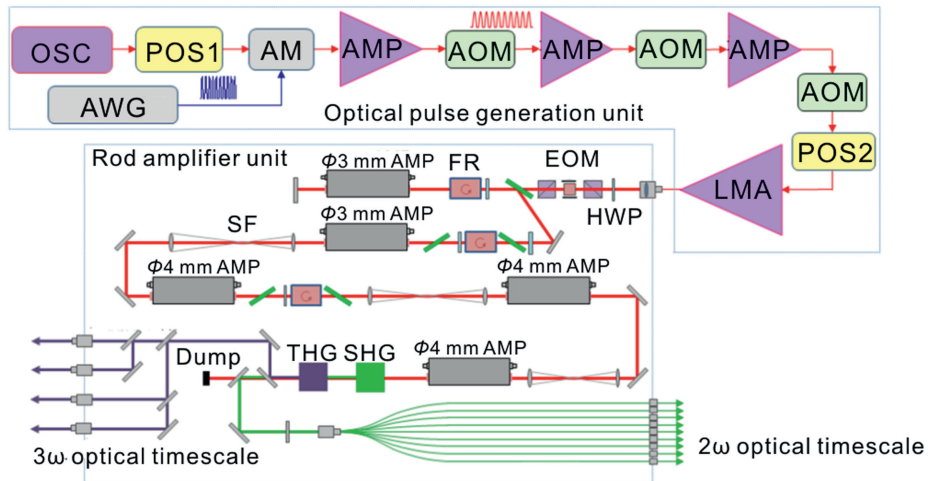 OSC
POS1
AM
AMP
AOM
AMP
AOM
AMP
AWG
AOM
Optical pulse generation unit
POS2
LMA
Rod amplifier unit
Φ3 mm AMP
FR
EOM
HWP
SF
Φ3 mm AMP
Φ4 mm AMP
Φ4 mm AMP
Dump
THG
SHG
Φ4 mm AMP
3ω optical timescale
2ω optical timescale